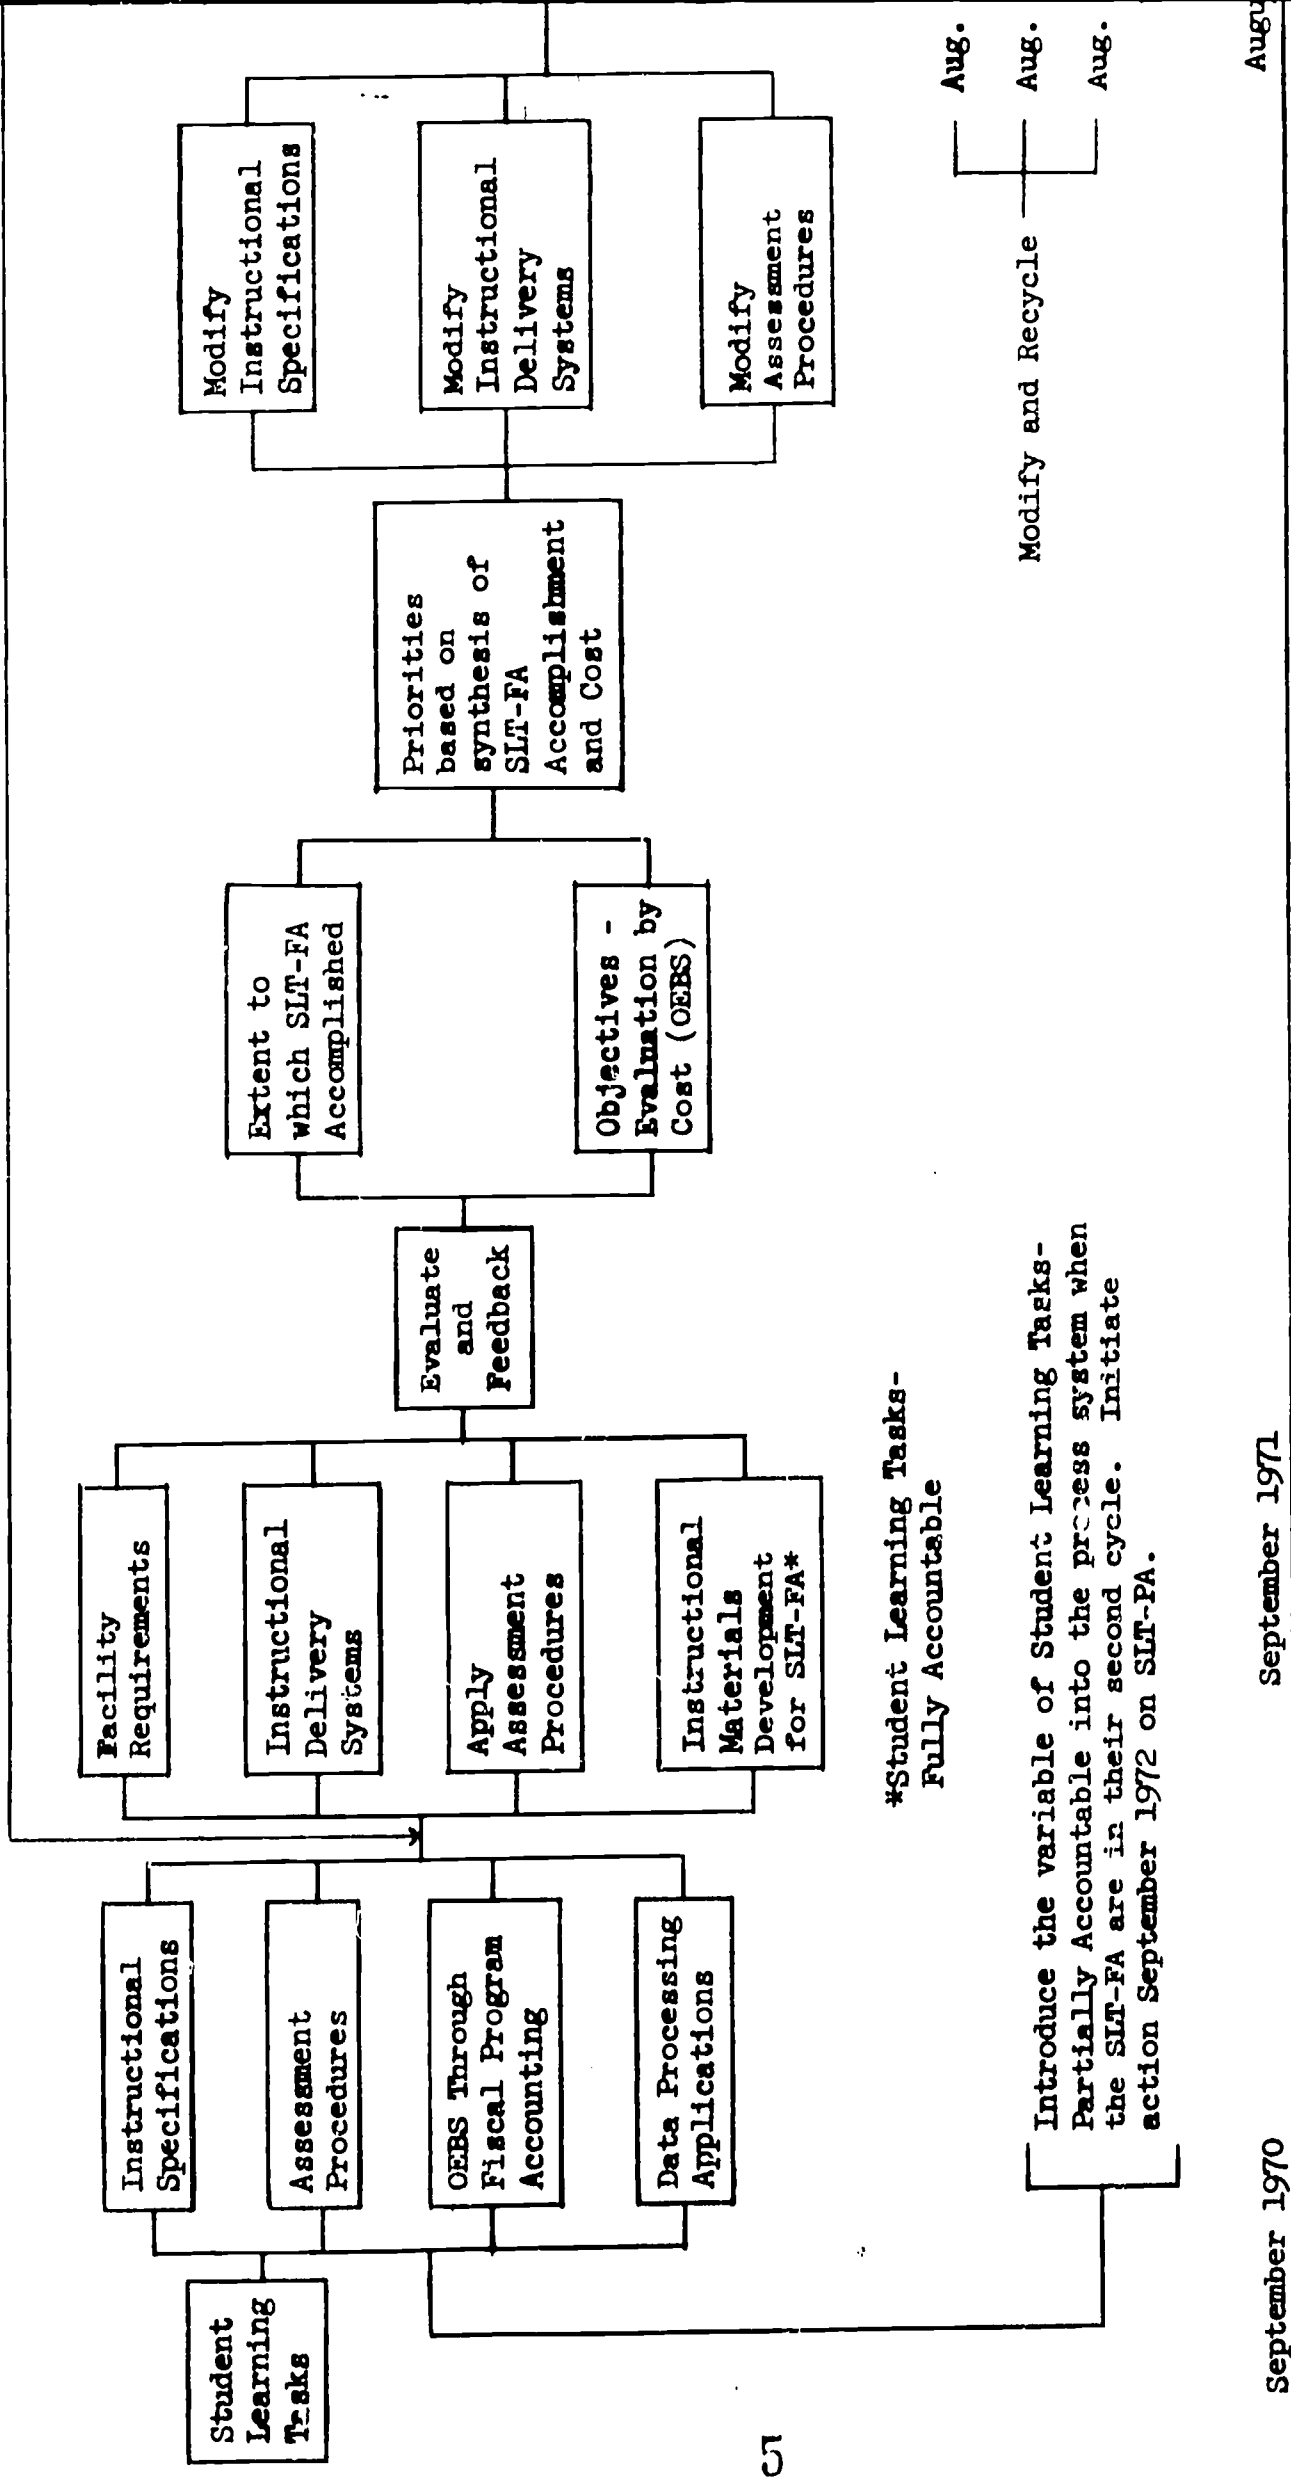 Student
Learning
Tasks
Instructional
Specifications
Assessment
Procedures
OEBS Through
Fiscal Program
Accounting
Data Processing
Applications
Facility
Requirements
Instructional
Delivery
Systems
Apply
Assessment
Procedures
Instructional
Materials
Development
for SLT-FA*
Evaluate
and
Feedback
Extent to
which SLT-FA
Accomplished
Objectives -
Evaluation by
Cost (OEBS)
Priorities
based on
synthesis of
SLT-FA
Accomplishment
and Cost
Modify
Instructional
Specifications
Modify
Instructional
Delivery
Systems
Modify
Assessment
Procedures
*Student Learning Tasks-
Fully Accountable
Introduce the variable of Student Learning Tasks-
Partially Accountable into the process system when
the SLT-FA are in their second cycle. Initiate
action September 1972 on SLT-PA.
Modify and Recycle
Aug.
Aug.
Aug.
September 1970
September 1971
Augu
5